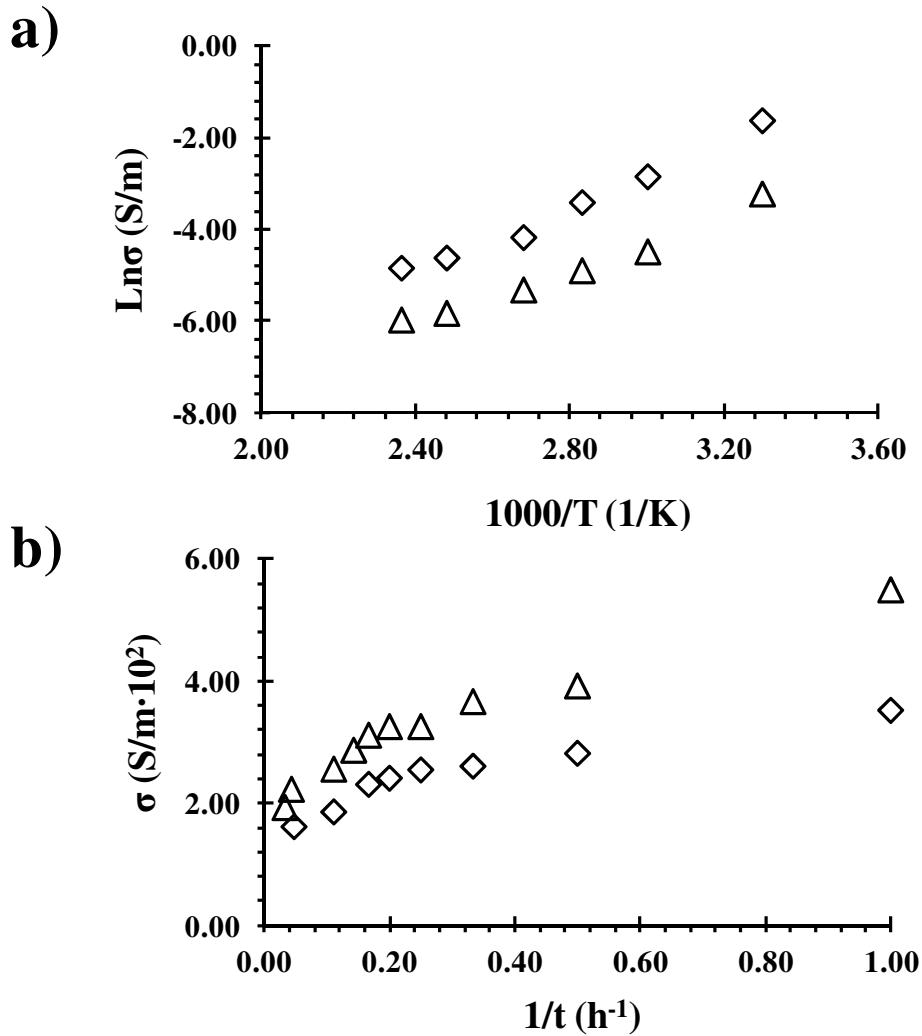 a)
0.00
-2.00
-4.00
-6.00
-8.00
Lnσ (S/m)
2.00 2.40 2.80 3.20 3.60
1000/T (1/K)
b)
6.00
4.00
2.00
0.00
σ (S/m·10²)
0.00 0.20 0.40 0.60 0.80 1.00
1/t (h⁻¹)